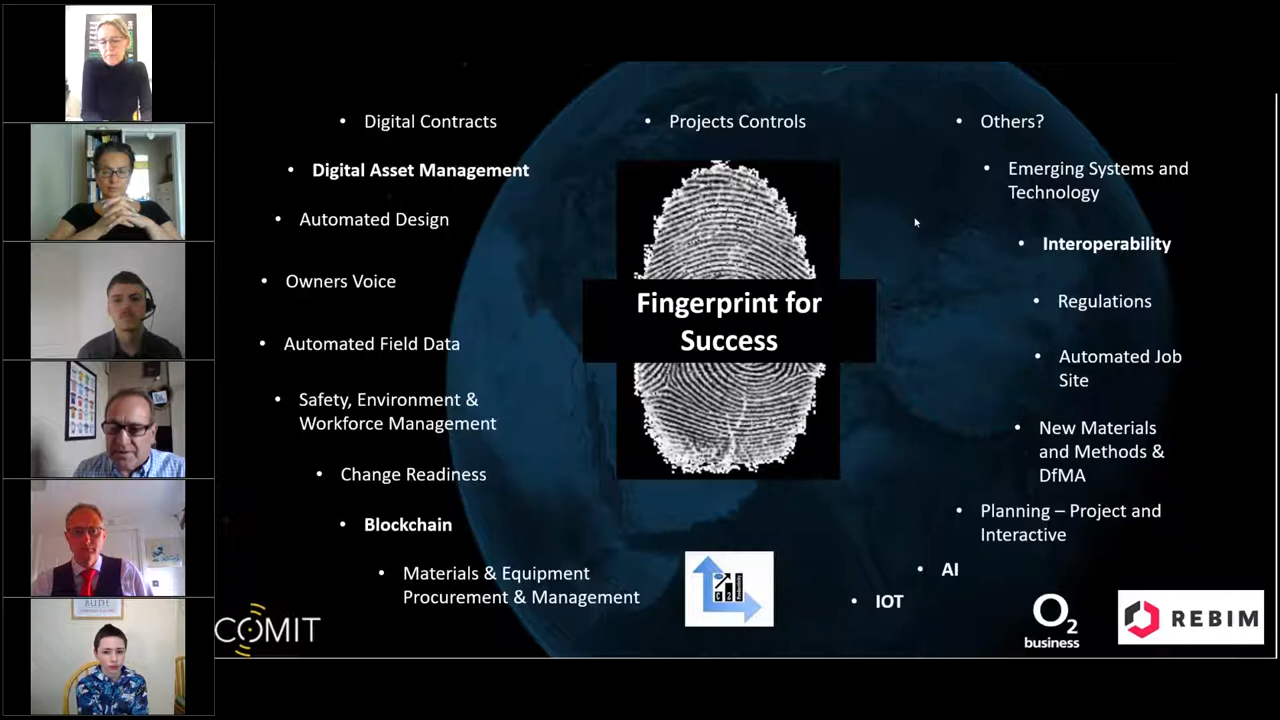 Digital Contracts
Digital Asset Management
Automated Design
Owners Voice
Automated Field Data
Safety, Environment &
Workforce Management
Change Readiness
Blockchain
Materials & Equipment
Procurement & Management
Projects Controls
Fingerprint for
Success
Others?
Emerging Systems and
Technology
Interoperability
Regulations
Automated Job
Site
New Materials
and Methods &
DfMA
Planning – Project and
Interactive
AI
IOT
COMIT
O2
business
REBIM
BUDE